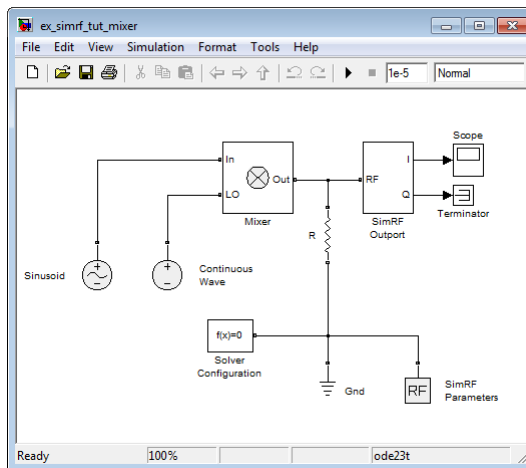 ex_simrf_tut_mixer
File Edit View Simulation Format Tools Help
1e-5 Normal
Scope
In
Out
LO
Mixer
RF
I
Q
SimRF
Outport
Terminator
R
Sinusoid
Continuous
Wave
f(x)=0
Solver
Configuration
Gnd
RF
SimRF
Parameters
Ready 100% ode23t